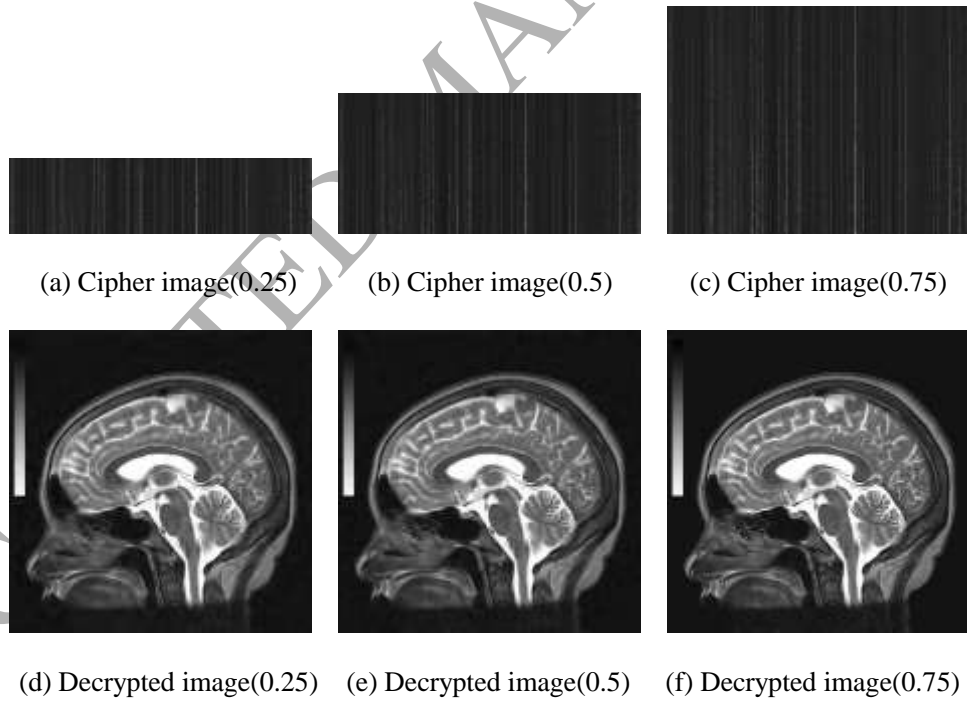 (a) Cipher image(0.25)
(b) Cipher image(0.5)
(c) Cipher image(0.75)
(d) Decrypted image(0.25)
(e) Decrypted image(0.5)
(f) Decrypted image(0.75)